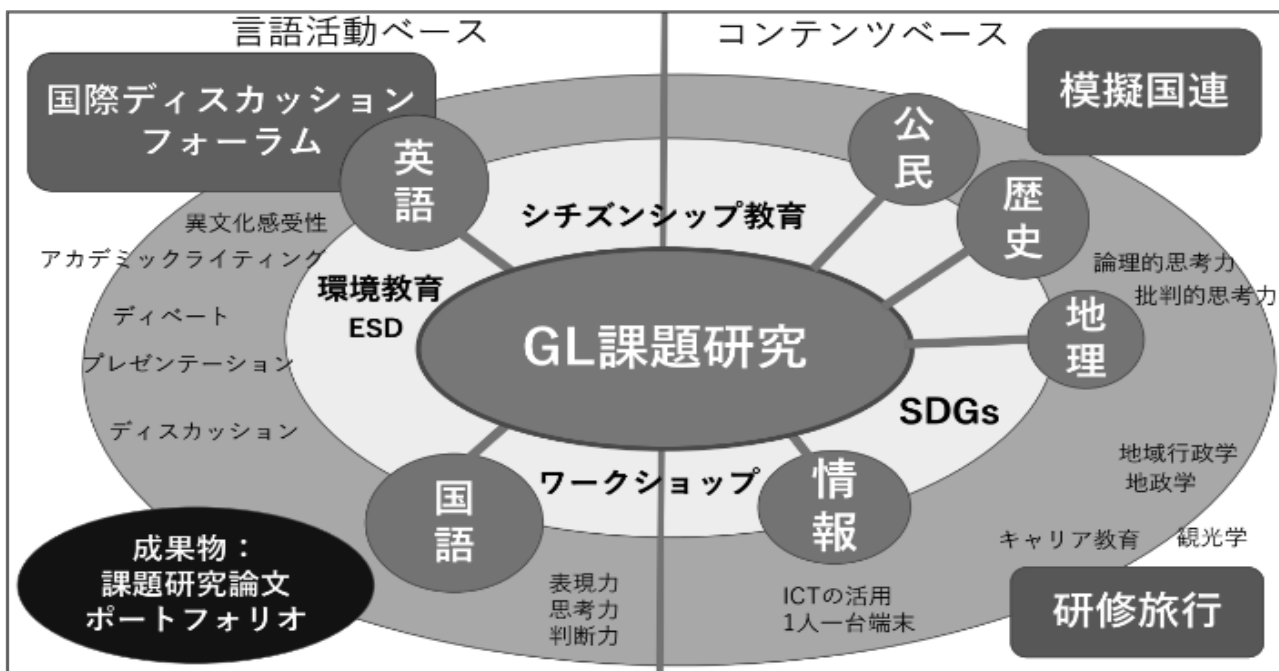 言語活動ベース
コンテンツベース
国際ディスカッション
フォーラム
模擬国連
英語
公民
歴史
地理
情報
国語
シチズンシップ教育
環境教育
ESD
GL課題研究
SDGs
ワークショップ
異文化感受性
アカデミックライティング
ディベート
プレゼンテーション
ディスカッション
論理的思考力
批判的思考力
地域行政学
地政学
キャリア教育
観光学
成果物：
課題研究論文
ポートフォリオ
表現力
思考力
判断力
ICTの活用
1人一台端末
研修旅行